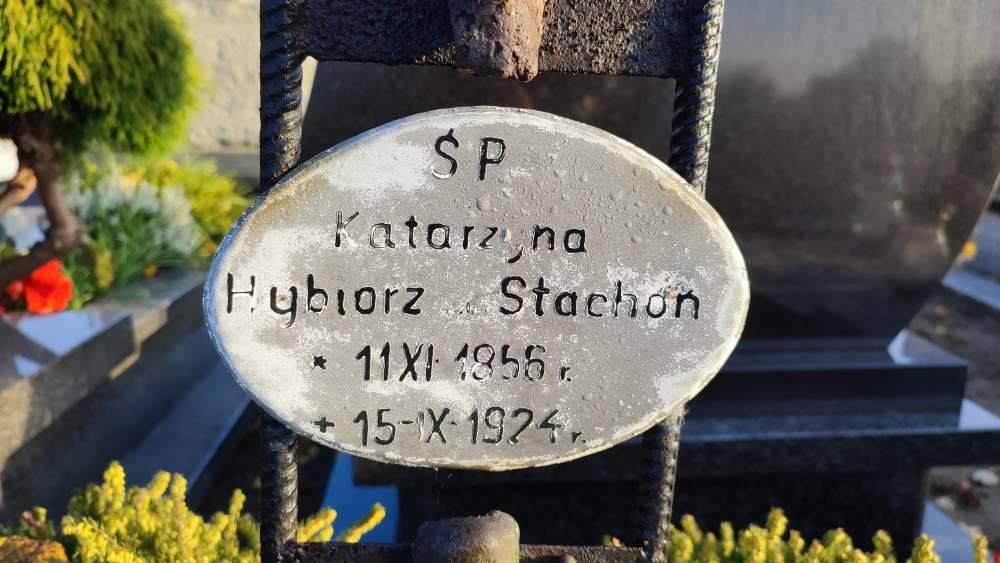 ŚP
Katarzyna
Hybiorz Stachoń
* 11 XI 1856 r.
+ 15-IX-1924 r.